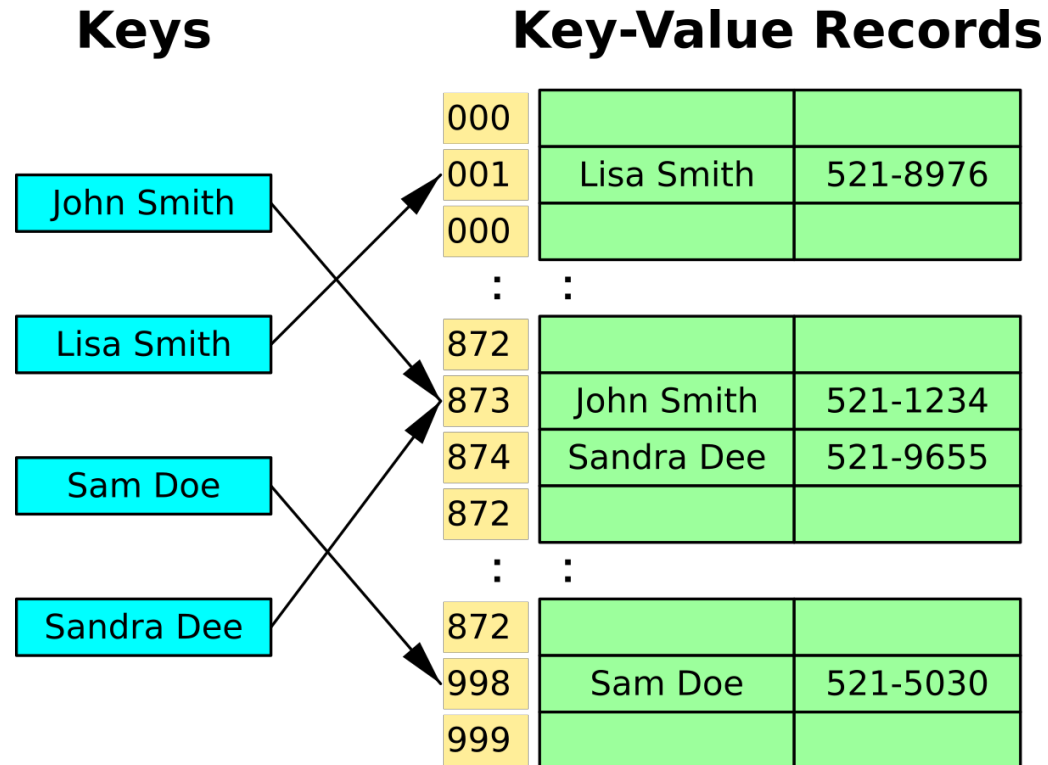 Keys
Key-Value Records
000
001 Lisa Smith 521-8976
John Smith
000
: :
Lisa Smith
872
873 John Smith 521-1234
874 Sandra Dee 521-9655
Sam Doe
872
: :
Sandra Dee
872
998 Sam Doe 521-5030
999